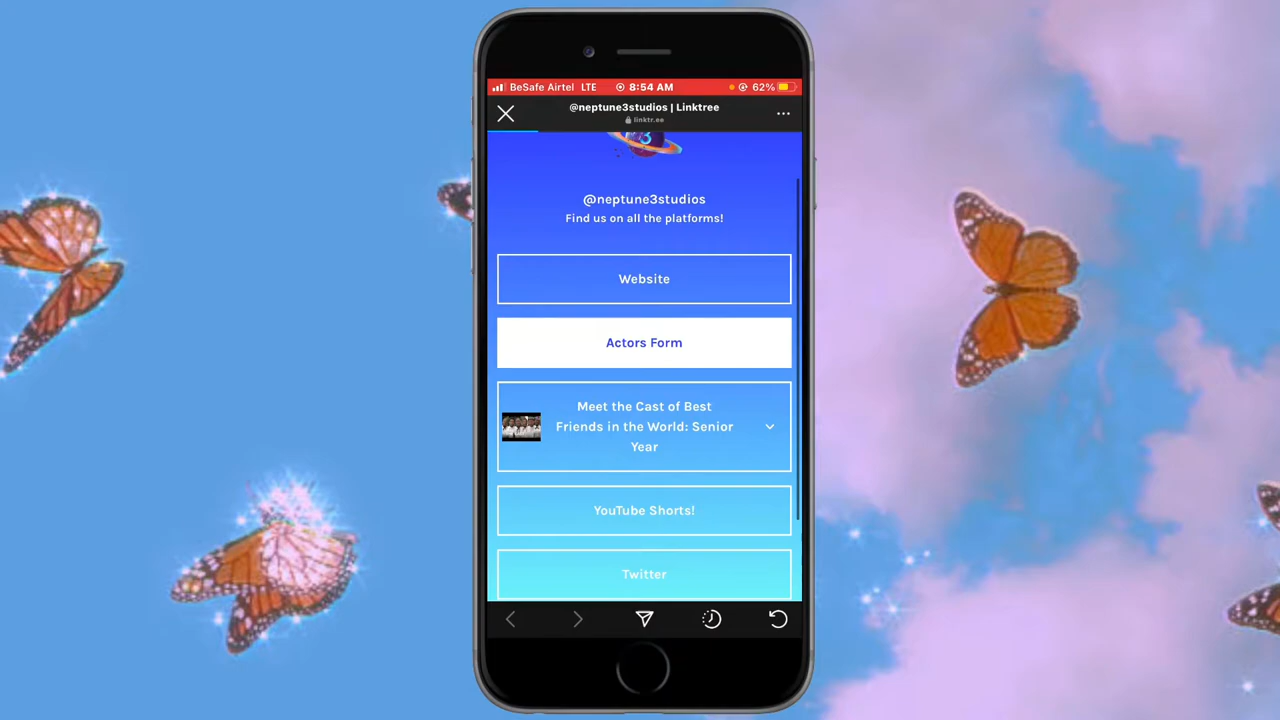 BeSafe Airtel LTE 8:54 AM 62%
@neptune3studios | Linktree
linktr.ee
3
@neptune3studios
Find us on all the platforms!
Website
Actors Form
Meet the Cast of Best
Friends in the World: Senior
Year
YouTube Shorts!
Twitter